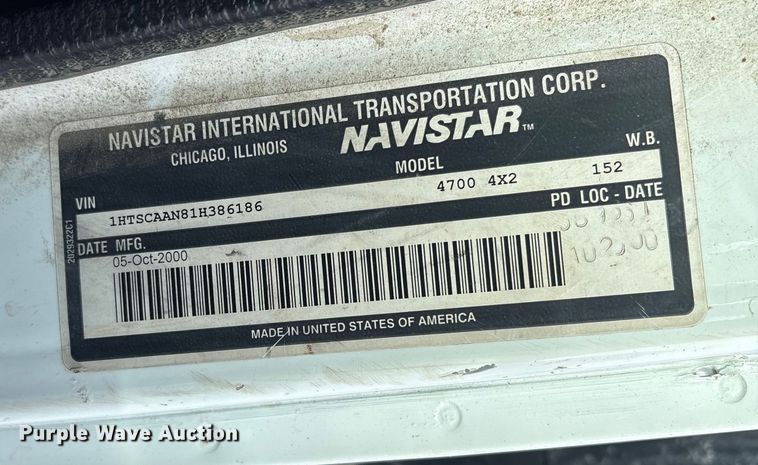 NAVISTAR INTERNATIONAL TRANSPORTATION CORP.
CHICAGO, ILLINOIS
NAVISTAR™
VIN
MODEL
W.B.
1HTSCAAN81H386186
4700 4X2
152
DATE MFG.
PD LOC - DATE
05-Oct-2000
2029322C1
MADE IN UNITED STATES OF AMERICA
Purple Wave Auction